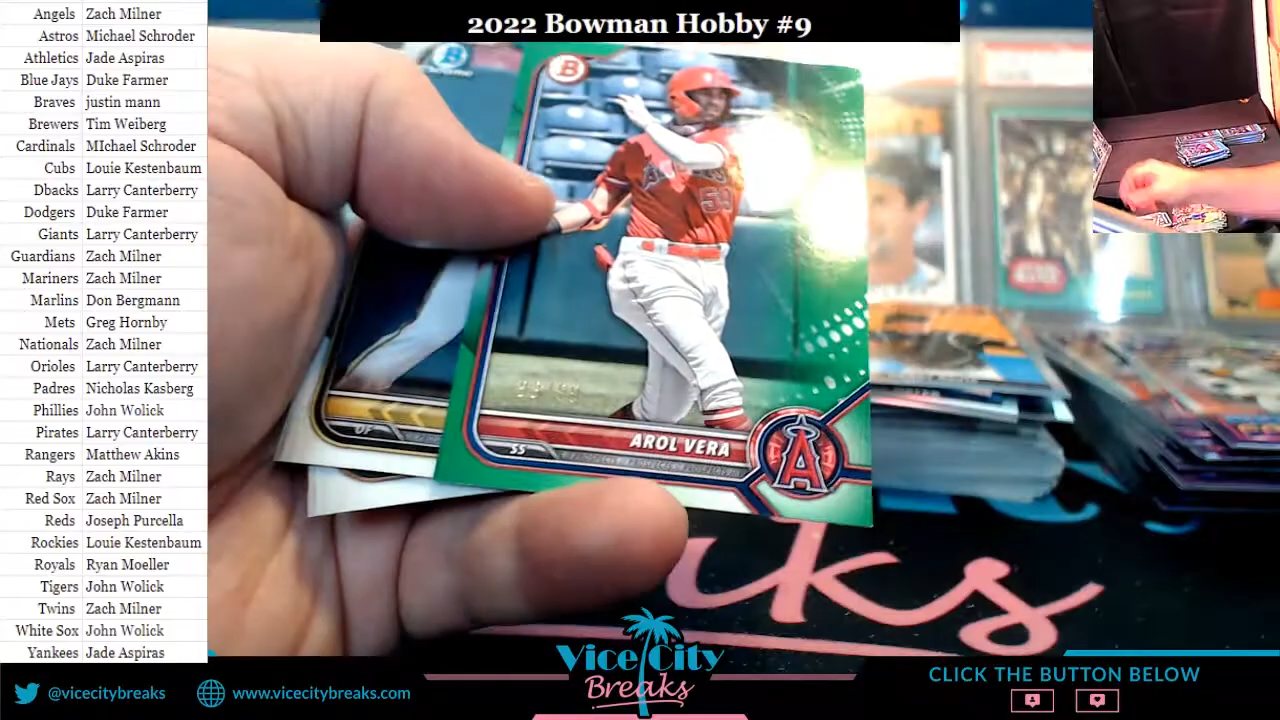 2022 Bowman Hobby #9
Angels Zach Milner
Astros Michael Schroder
Athletics Jade Aspiras
Blue Jays Duke Farmer
Braves justin mann
Brewers Tim Weiberg
Cardinals MIchael Schroder
Cubs Louie Kestenbaum
Dbacks Larry Canterberry
Dodgers Duke Farmer
Giants Larry Canterberry
Guardians Zach Milner
Mariners Zach Milner
Marlins Don Bergmann
Mets Greg Hornby
Nationals Zach Milner
Orioles Larry Canterberry
Padres Nicholas Kasberg
Phillies John Wolick
Pirates Larry Canterberry
Rangers Matthew Akins
Rays Zach Milner
Red Sox Zach Milner
Reds Joseph Purcella
Rockies Louie Kestenbaum
Royals Ryan Moeller
Tigers John Wolick
Twins Zach Milner
White Sox John Wolick
Yankees Jade Aspiras
B
AROL VERA
SS
A
OF
Vice City
Breaks
@vicecitybreaks
www.vicecitybreaks.com
CLICK THE BUTTON BELOW